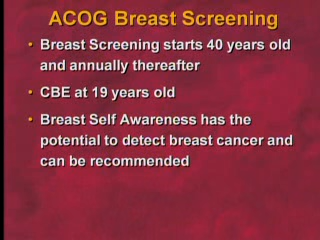 ACOG Breast Screening
• Breast Screening starts 40 years old
and annually thereafter
• CBE at 19 years old
• Breast Self Awareness has the
potential to detect breast cancer and
can be recommended